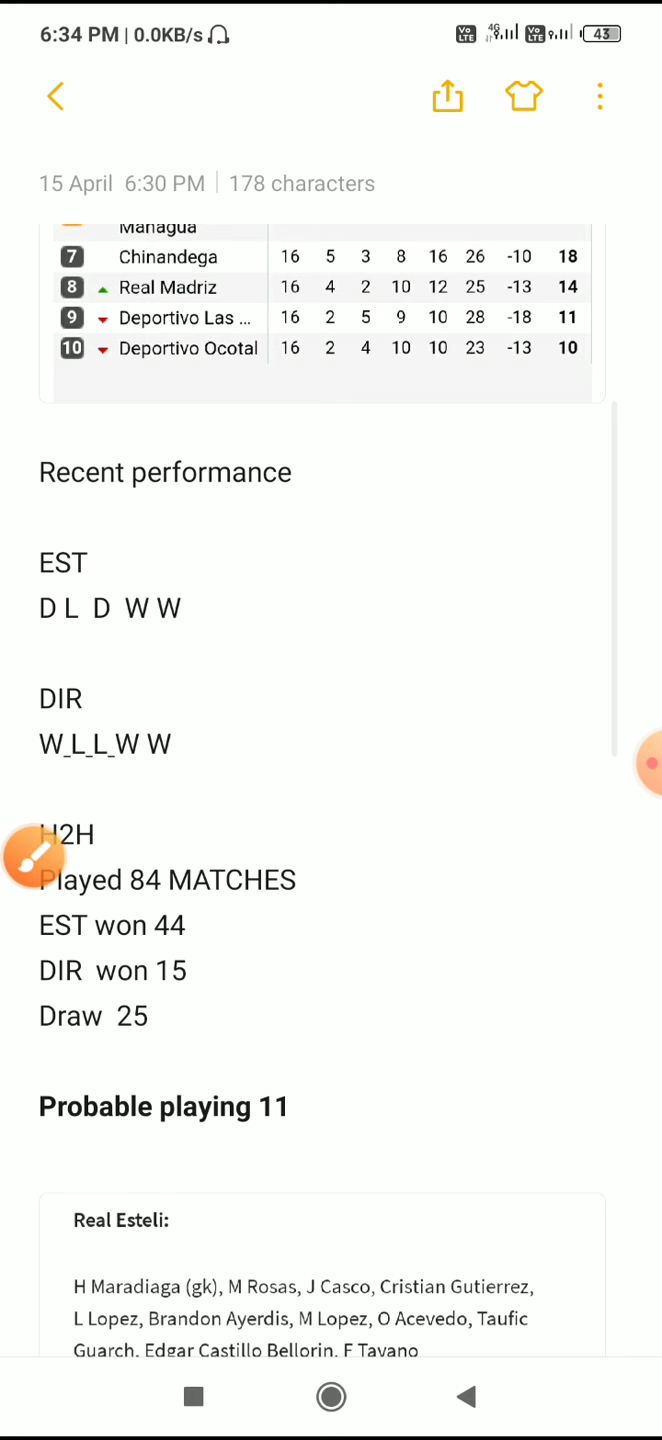 6:34 PM | 0.0KB/s Vo LTE 4G Vo LTE 43
15 April 6:30 PM | 178 characters
Managua
7 Chinandega 16 5 3 8 16 26 -10 18
8 Real Madriz 16 4 2 10 12 25 -13 14
9 Deportivo Las ... 16 2 5 9 10 28 -18 11
10 Deportivo Ocotal 16 2 4 10 10 23 -13 10
Recent performance
EST
D L D W W
DIR
W_L_L_W W
H2H
Played 84 MATCHES
EST won 44
DIR won 15
Draw 25
Probable playing 11
Real Esteli:
H Maradiaga (gk), M Rosas, J Casco, Cristian Gutierrez,
L Lopez, Brandon Ayerdis, M Lopez, O Acevedo, Taufic
Guarch, Edgar Castillo Bellorin, F Tavano